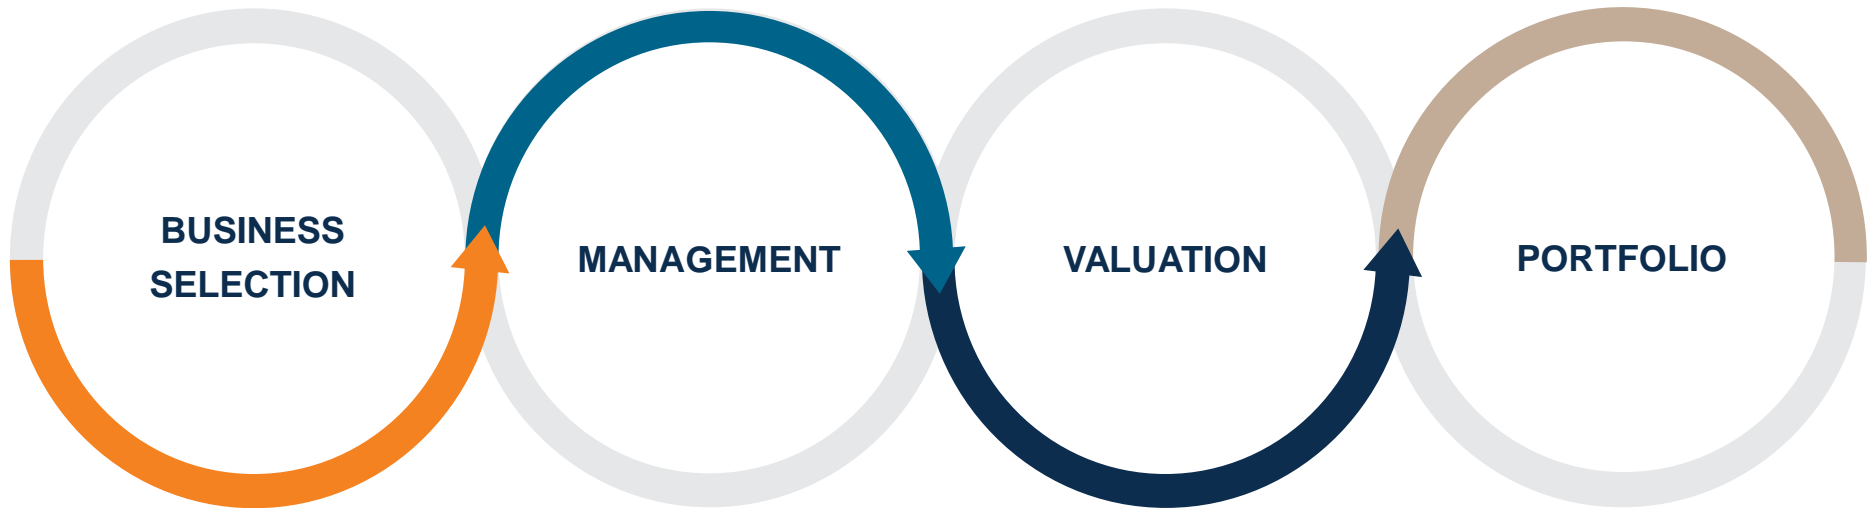 BUSINESS
SELECTION
MANAGEMENT
VALUATION
PORTFOLIO